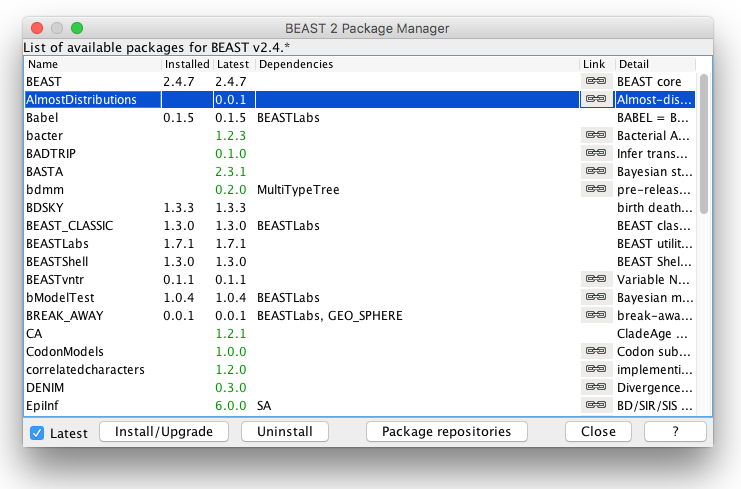 BEAST 2 Package Manager
List of available packages for BEAST v2.4.*
Name Installed Latest Dependencies Link Detail
BEAST 2.4.7 2.4.7 BEAST core
AlmostDistributions 0.0.1 Almost-dis...
Babel 0.1.5 0.1.5 BEASTLabs BABEL = B...
bacter 1.2.3 Bacterial A...
BADTRIP 0.1.0 Infer trans...
BASTA 2.3.1 Bayesian st...
bdmm 0.2.0 MultiTypeTree pre-releas...
BDSKY 1.3.3 1.3.3 birth death...
BEAST_CLASSIC 1.3.0 1.3.0 BEASTLabs BEAST clas...
BEASTLabs 1.7.1 1.7.1 BEAST utilit...
BEASTShell 1.3.0 1.3.0 BEAST Shel...
BEASTvntr 0.1.1 0.1.1 Variable N...
bModelTest 1.0.4 1.0.4 BEASTLabs Bayesian m...
BREAK_AWAY 0.0.1 0.0.1 BEASTLabs, GEO_SPHERE break-awa...
CA 1.2.1 CladeAge ...
CodonModels 1.0.0 Codon sub...
correlatedcharacters 1.2.0 implementi...
DENIM 0.3.0 Divergence...
EpiInf 6.0.0 SA BD/SIR/SIS ...
Latest Install/Upgrade Uninstall Package repositories Close ?